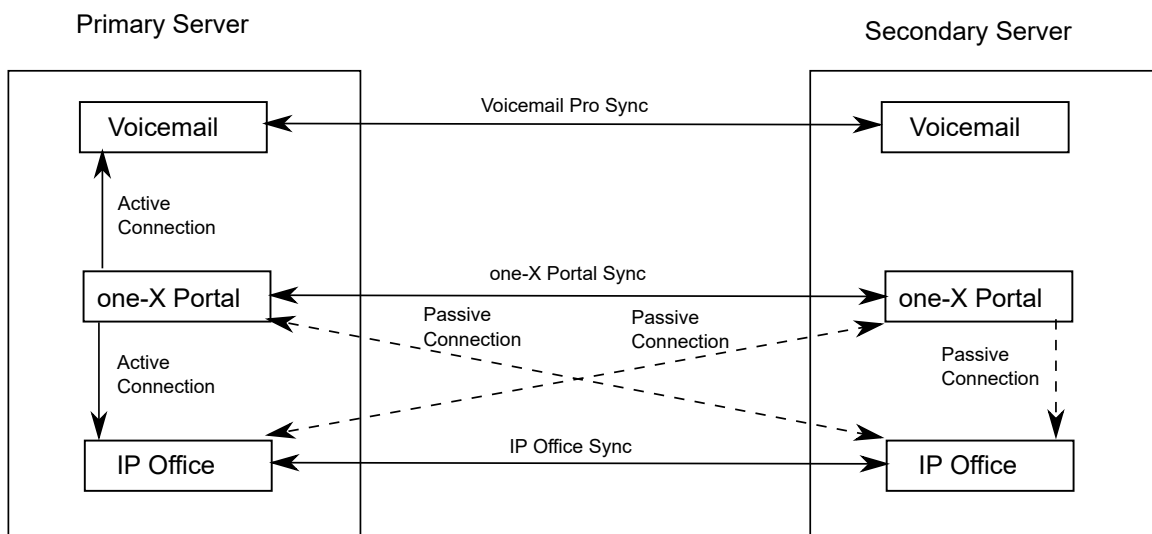 Primary Server
Secondary Server
Voicemail Pro Sync
Voicemail
Voicemail
Active
Connection
one-X Portal Sync
one-X Portal
one-X Portal
Passive
Connection
Passive
Connection
Active
Connection
Passive
Connection
IP Office Sync
IP Office
IP Office